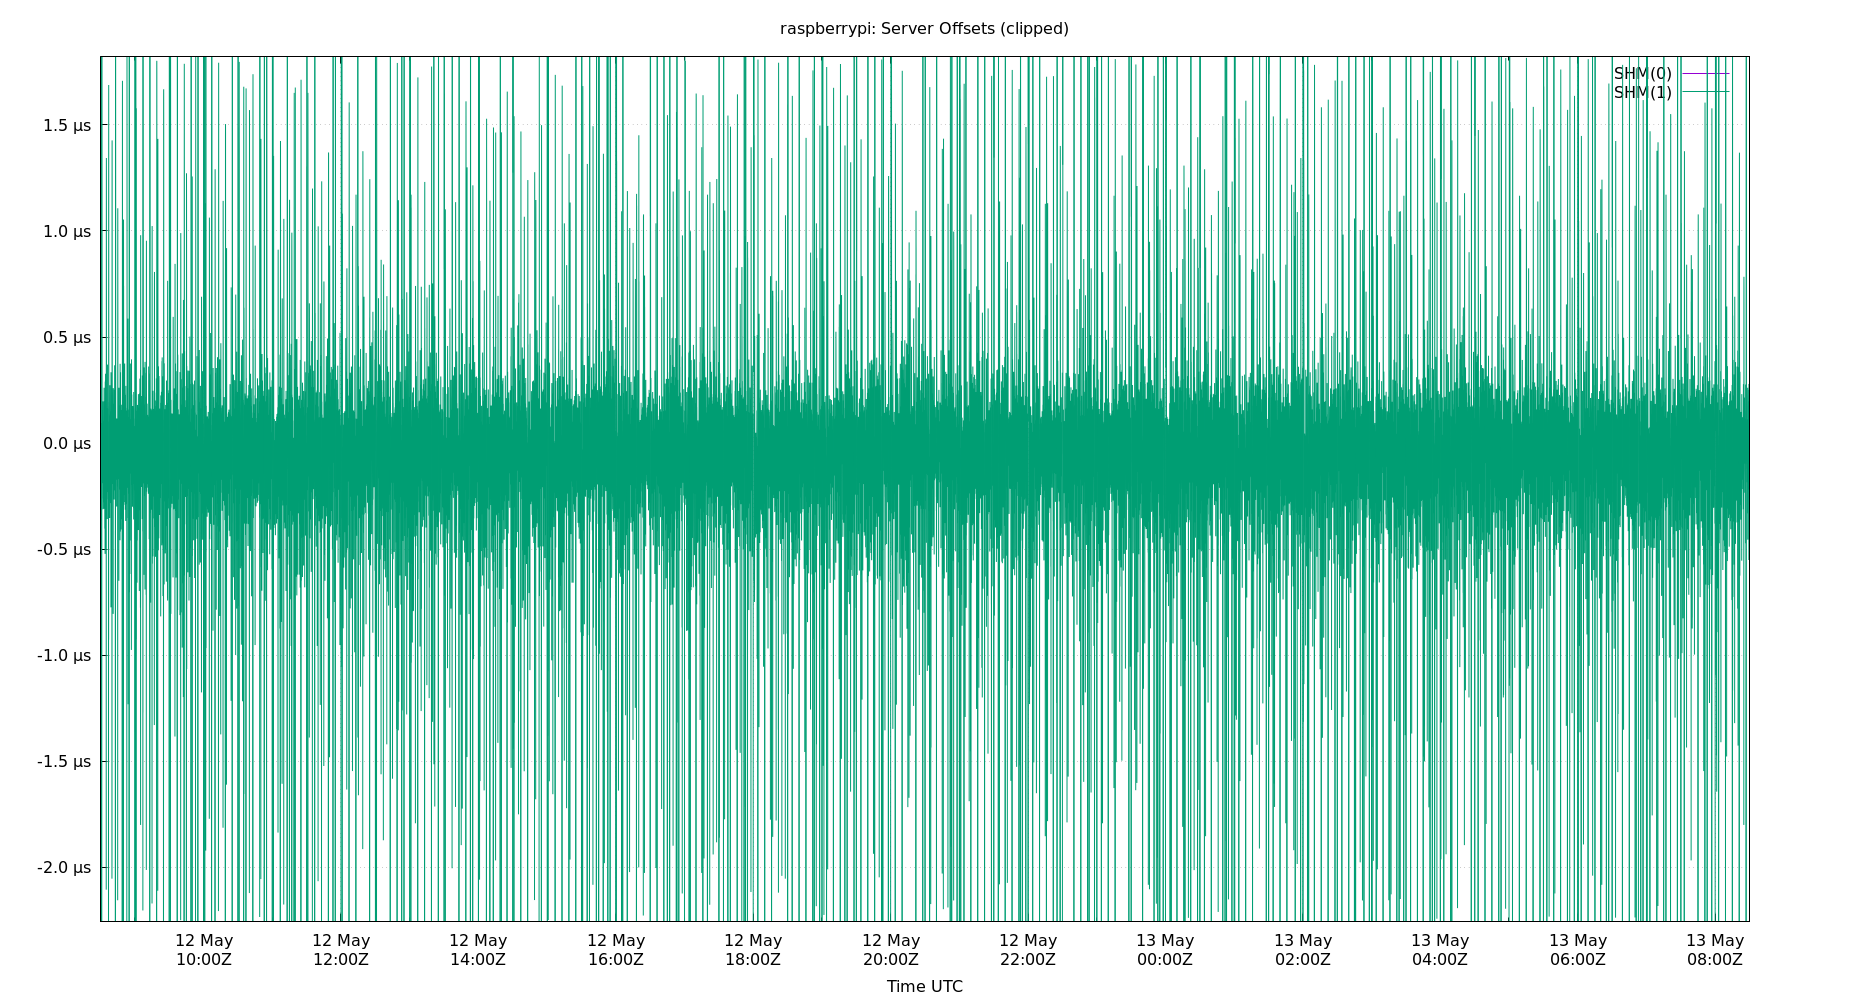 raspberrypi: Server Offsets (clipped)
SHM(0)
SHM(1)
1.5 µs
1.0 µs
0.5 µs
0.0 µs
-0.5 µs
-1.0 µs
-1.5 µs
-2.0 µs
12 May 12 May 12 May 12 May 12 May 12 May 12 May 13 May 13 May 13 May 13 May 13 May
10:00Z 12:00Z 14:00Z 16:00Z 18:00Z 20:00Z 22:00Z 00:00Z 02:00Z 04:00Z 06:00Z 08:00Z
Time UTC